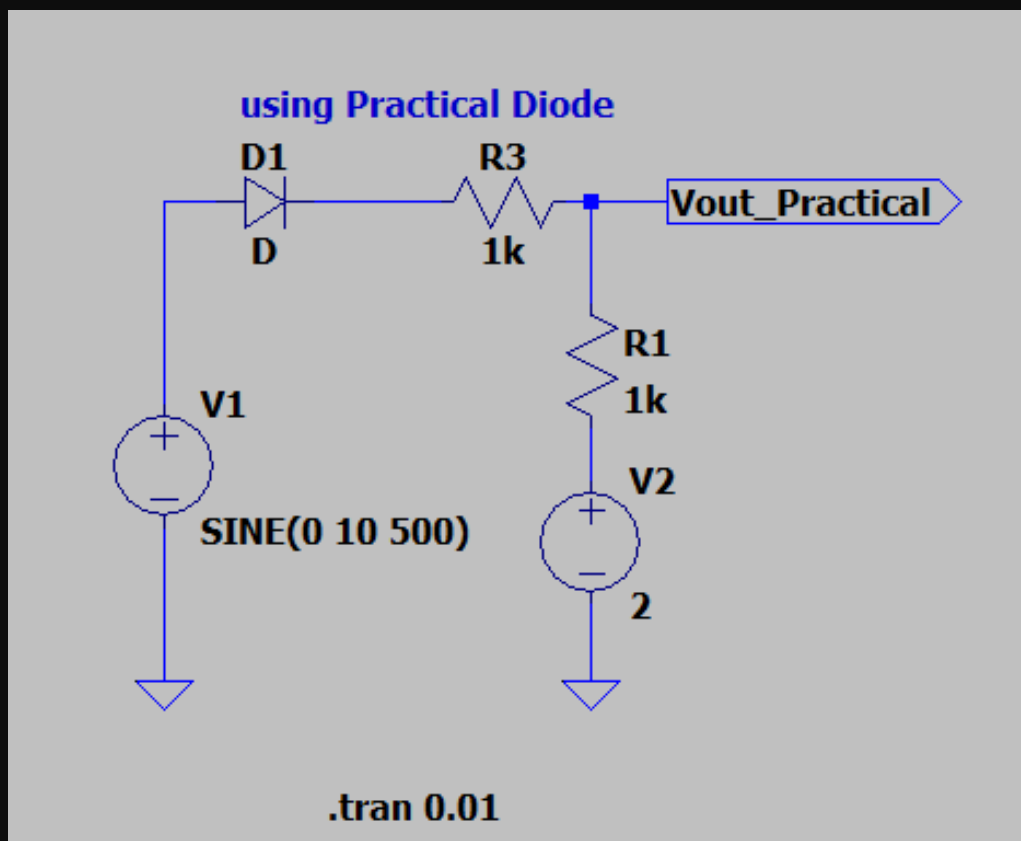 using Practical Diode
D1
R3
D
1k
Vout_Practical
R1
1k
V1
SINE(0 10 500)
V2
2
.tran 0.01